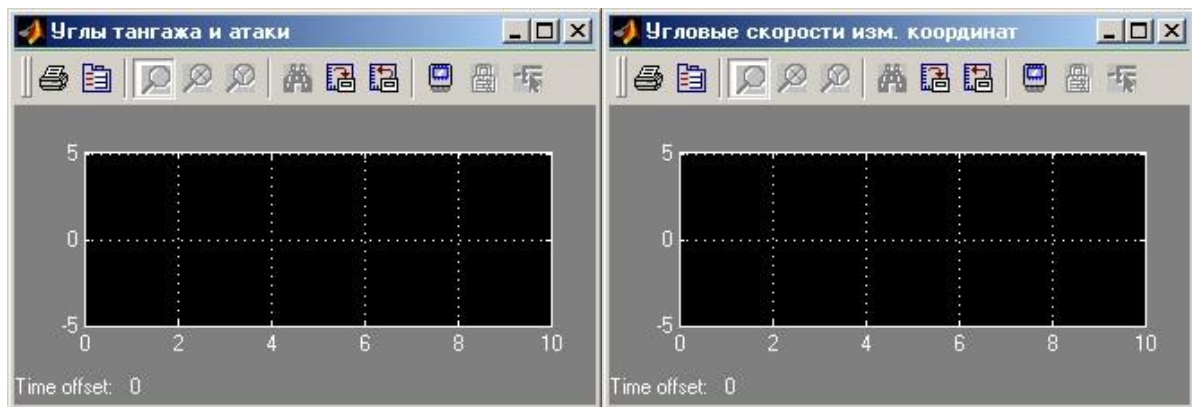 Углы тангажа и атаки
5
0
-5
0 2 4 6 8 10
Time offset: 0
Угловые скорости изм. координат
5
0
-5
0 2 4 6 8 10
Time offset: 0